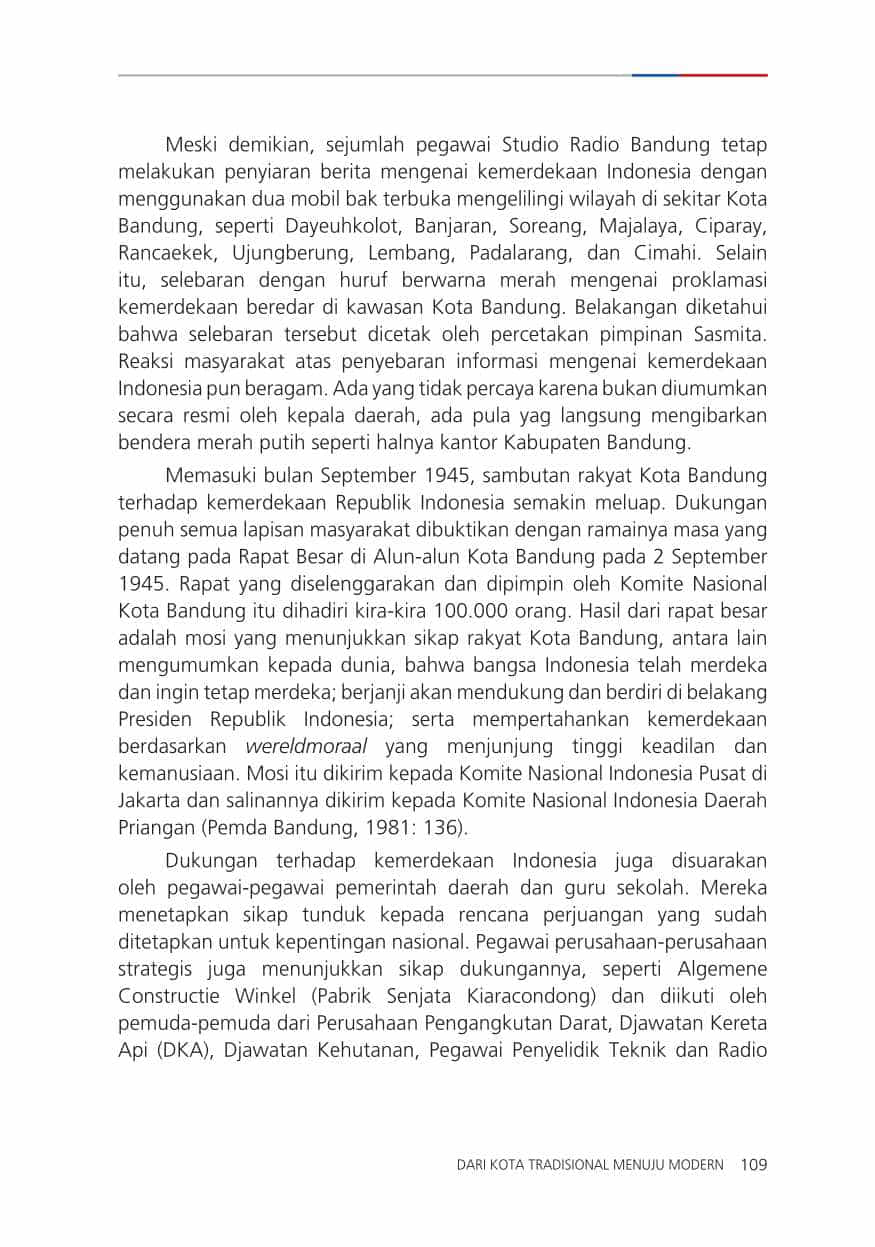 Meski demikian, sejumlah pegawai Studio Radio Bandung tetap
melakukan penyiaran berita mengenai kemerdekaan Indonesia dengan
menggunakan dua mobil bak terbuka mengelilingi wilayah di sekitar Kota
Bandung, seperti Dayeuhkolot, Banjaran, Soreang, Majalaya, Ciparay,
Rancaekek, Ujungberung, Lembang, Padalarang, dan Cimahi. Selain
itu, selebaran dengan huruf berwarna merah mengenai proklamasi
kemerdekaan beredar di kawasan Kota Bandung. Belakangan diketahui
bahwa selebaran tersebut dicetak oleh percetakan pimpinan Sasmita.
Reaksi masyarakat atas penyebaran informasi mengenai kemerdekaan
Indonesia pun beragam. Ada yang tidak percaya karena bukan diumumkan
secara resmi oleh kepala daerah, ada pula yag langsung mengibarkan
bendera merah putih seperti halnya kantor Kabupaten Bandung.
Memasuki bulan September 1945, sambutan rakyat Kota Bandung
terhadap kemerdekaan Republik Indonesia semakin meluap. Dukungan
penuh semua lapisan masyarakat dibuktikan dengan ramainya masa yang
datang pada Rapat Besar di Alun-alun Kota Bandung pada 2 September
1945. Rapat yang diselenggarakan dan dipimpin oleh Komite Nasional
Kota Bandung itu dihadiri kira-kira 100.000 orang. Hasil dari rapat besar
adalah mosi yang menunjukkan sikap rakyat Kota Bandung, antara lain
mengumumkan kepada dunia, bahwa bangsa Indonesia telah merdeka
dan ingin tetap merdeka; berjanji akan mendukung dan berdiri di belakang
Presiden Republik Indonesia; serta mempertahankan kemerdekaan
berdasarkan wereldmoraal yang menjunjung tinggi keadilan dan
kemanusiaan. Mosi itu dikirim kepada Komite Nasional Indonesia Pusat di
Jakarta dan salinannya dikirim kepada Komite Nasional Indonesia Daerah
Priangan (Pemda Bandung, 1981: 136).
Dukungan terhadap kemerdekaan Indonesia juga disuarakan
oleh pegawai-pegawai pemerintah daerah dan guru sekolah. Mereka
menetapkan sikap tunduk kepada rencana perjuangan yang sudah
ditetapkan untuk kepentingan nasional. Pegawai perusahaan-perusahaan
strategis juga menunjukkan sikap dukungannya, seperti Algemene
Constructie Winkel (Pabrik Senjata Kiaracondong) dan diikuti oleh
pemuda-pemuda dari Perusahaan Pengangkutan Darat, Djawatan Kereta
Api (DKA), Djawatan Kehutanan, Pegawai Penyelidik Teknik dan Radio
DARI KOTA TRADISIONAL MENUJU MODERN 109